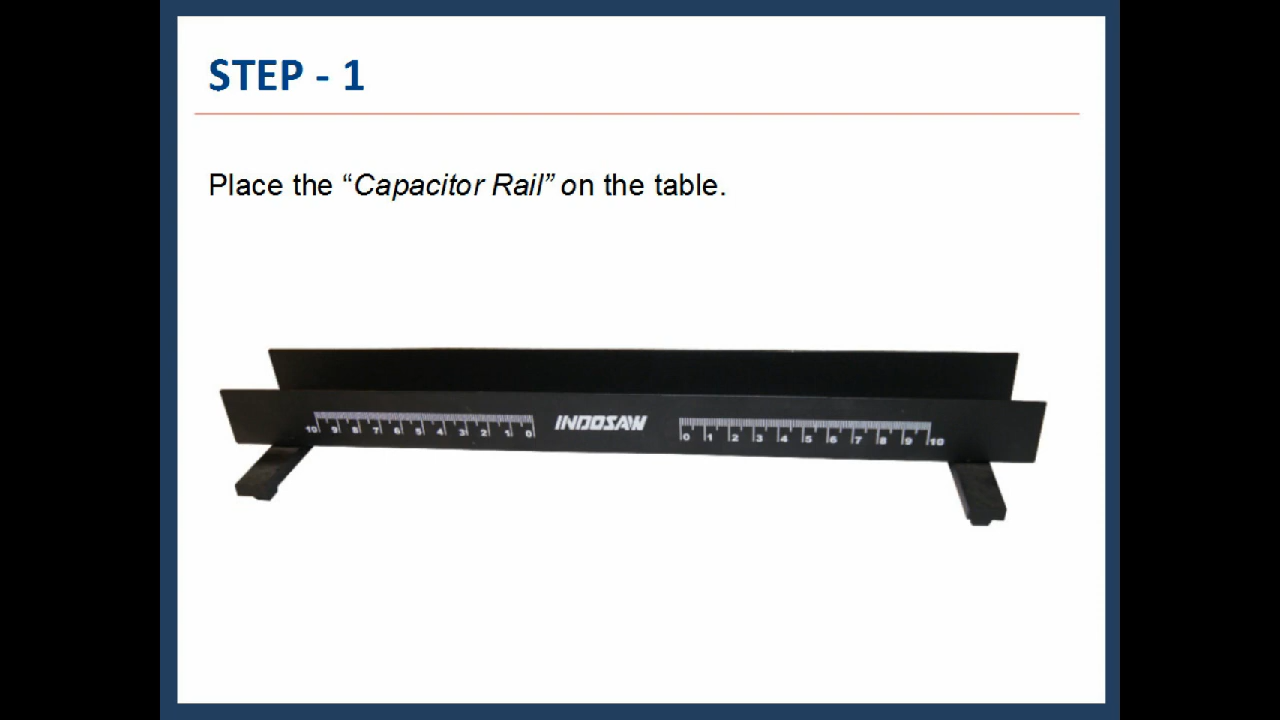 STEP - 1
Place the “Capacitor Rail” on the table.
10 9 8 7 6 5 4 3 2 1 0 INDOSAW 0 1 2 3 4 5 6 7 8 9 10